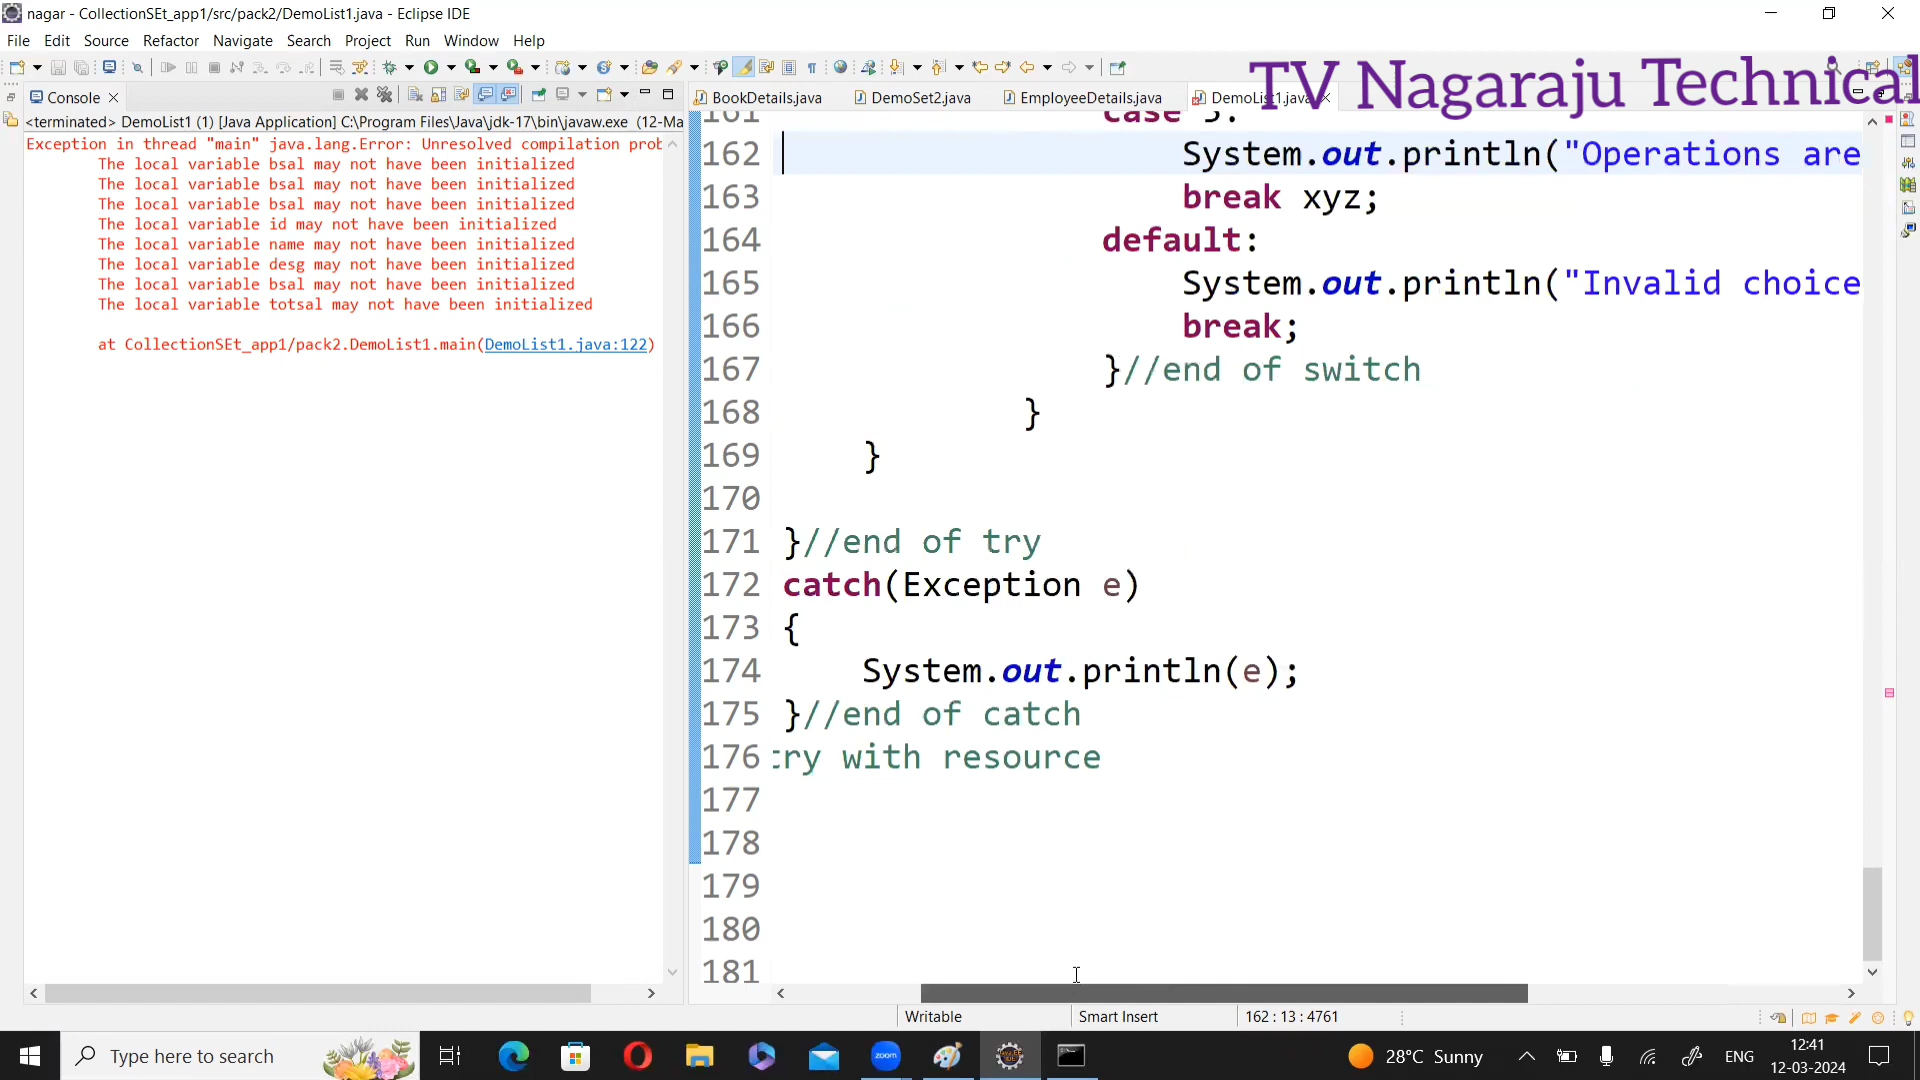 nagar - CollectionSEt_app1/src/pack2/DemoList1.java - Eclipse IDE
File Edit Source Refactor Navigate Search Project Run Window Help
TV Nagaraju Technical
Console
BookDetails.java DemoSet2.java EmployeeDetails.java DemoList1.java
<terminated> DemoList1 (1) [Java Application] C:\Program Files\Java\jdk-17\bin\javaw.exe (12-Ma
Exception in thread "main" java.lang.Error: Unresolved compilation prob
The local variable bsal may not have been initialized
The local variable bsal may not have been initialized
The local variable bsal may not have been initialized
The local variable id may not have been initialized
The local variable name may not have been initialized
The local variable desg may not have been initialized
The local variable bsal may not have been initialized
The local variable totsal may not have been initialized
at CollectionSEt_app1/pack2.DemoList1.main(DemoList1.java:122)
161 case 5:
162 System.out.println("Operations are
163 break xyz;
164 default:
165 System.out.println("Invalid choice
166 break;
167 }//end of switch
168 }
169 }
170
171 }//end of try
172 catch(Exception e)
173 {
174 System.out.println(e);
175 }//end of catch
176 try with resource
177
178
179
180
181
Writable Smart Insert 162 : 13 : 4761
Type here to search
zoom
28°C Sunny
ENG
12:41
12-03-2024